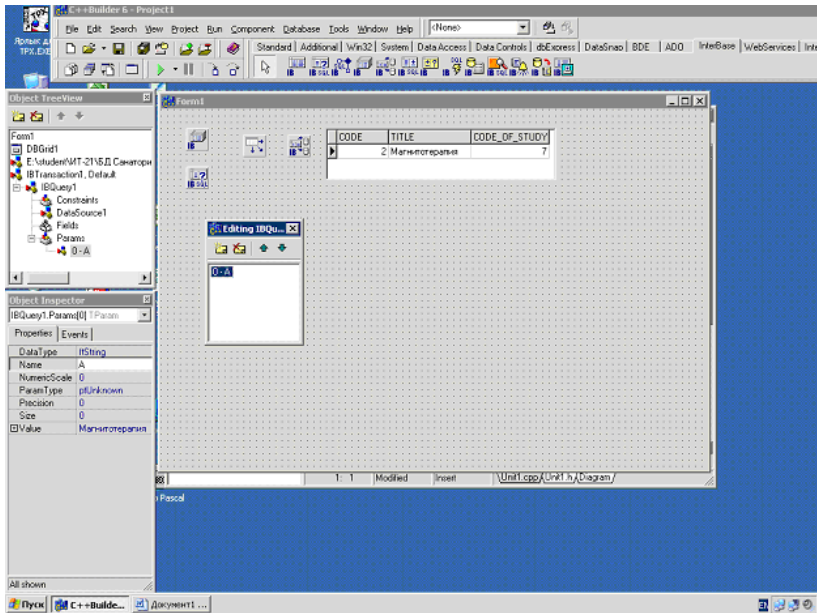 C++Builder 6 - Project1
File Edit Search View Project Run Component Database Tools Window Help <None>
Standard Additional Win32 System Data Access Data Controls dbExpress DataSnap BDE ADO InterBase WebServices
Ярлык
TPX.EXE
Object TreeView
Form1
DBGrid1
E:\student\ИТ-21\БД Санатори
IBTransaction1, Default
IBQuery1
Constraints
DataSource1
Fields
Params
0 - A
Form1
CODE TITLE CODE_OF_STUDY
2 Магнитотерапия 7
Editing IBQu...
0 - A
Object Inspector
IBQuery1.Params[0] TParam
Properties Events
DataType ftString
Name A
NumericScale 0
ParamType ptUnknown
Precision 0
Size 0
Value Магнитотерапия
1: 1 Modified Insert Unit1.cpp Unit1.h Diagram
Pascal
All shown
Пуск C++Builde... Документ1 ...
EN